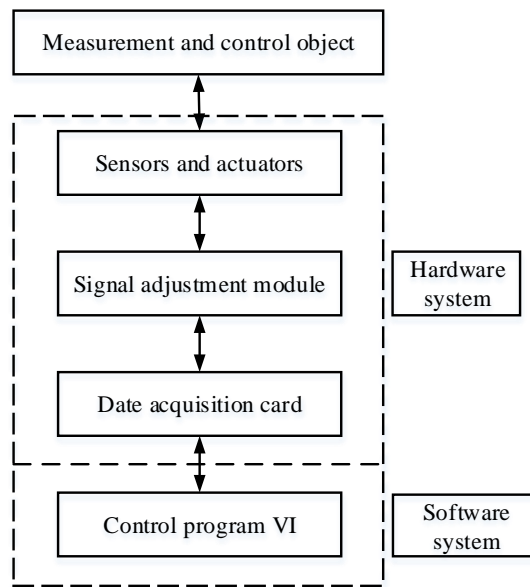 Measurement and control object
Sensors and actuators
Signal adjustment module
Hardware
system
Date acquisition card
Control program VI
Software
system